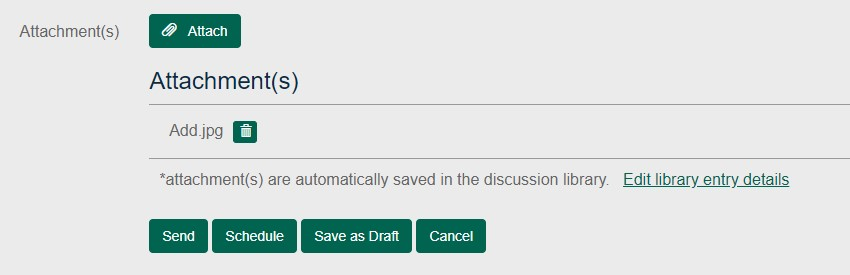 Attachment(s) Attach
Attachment(s)
Add.jpg
*attachment(s) are automatically saved in the discussion library. Edit library entry details
Send Schedule Save as Draft Cancel